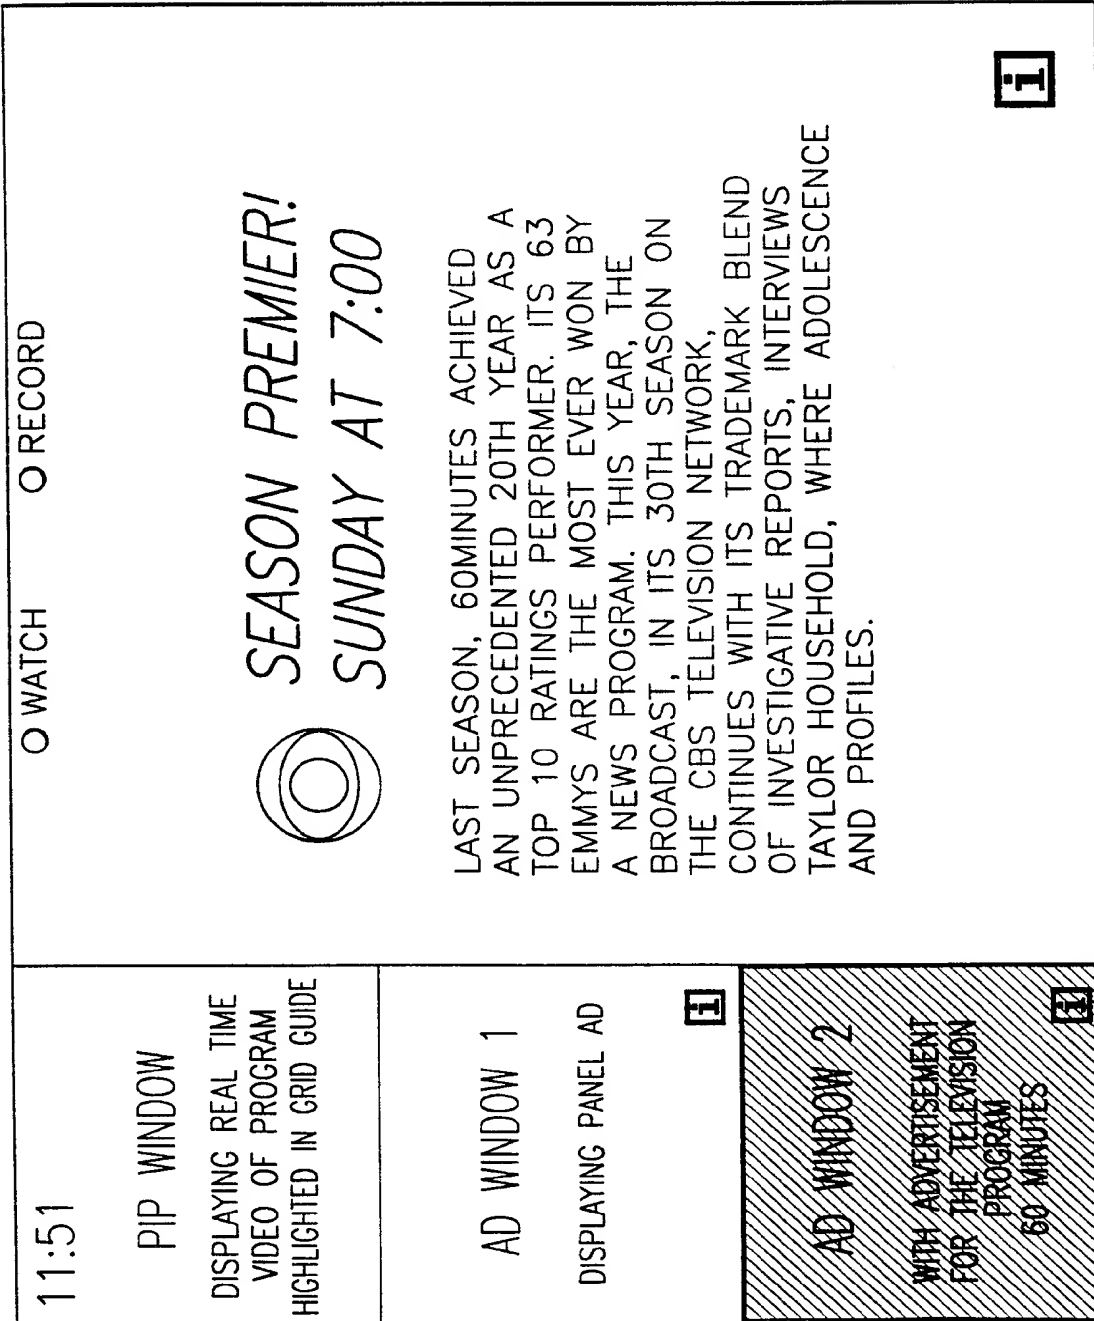 11:51
PIP WINDOW
DISPLAYING REAL TIME
VIDEO OF PROGRAM
HIGHLIGHTED IN GRID GUIDE
AD WINDOW 1
DISPLAYING PANEL AD
i
AD WINDOW 2
WITH ADVERTISEMENT
FOR THE TELEVISION
PROGRAM
60 MINUTES
i
O WATCH O RECORD
SEASON PREMIER!
SUNDAY AT 7:00
LAST SEASON, 60MINUTES ACHIEVED
AN UNPRECEDENTED 20TH YEAR AS A
TOP 10 RATINGS PERFORMER. ITS 63
EMMYS ARE THE MOST EVER WON BY
A NEWS PROGRAM. THIS YEAR, THE
BROADCAST, IN ITS 30TH SEASON ON
THE CBS TELEVISION NETWORK,
CONTINUES WITH ITS TRADEMARK BLEND
OF INVESTIGATIVE REPORTS, INTERVIEWS
TAYLOR HOUSEHOLD, WHERE ADOLESCENCE
AND PROFILES.
i